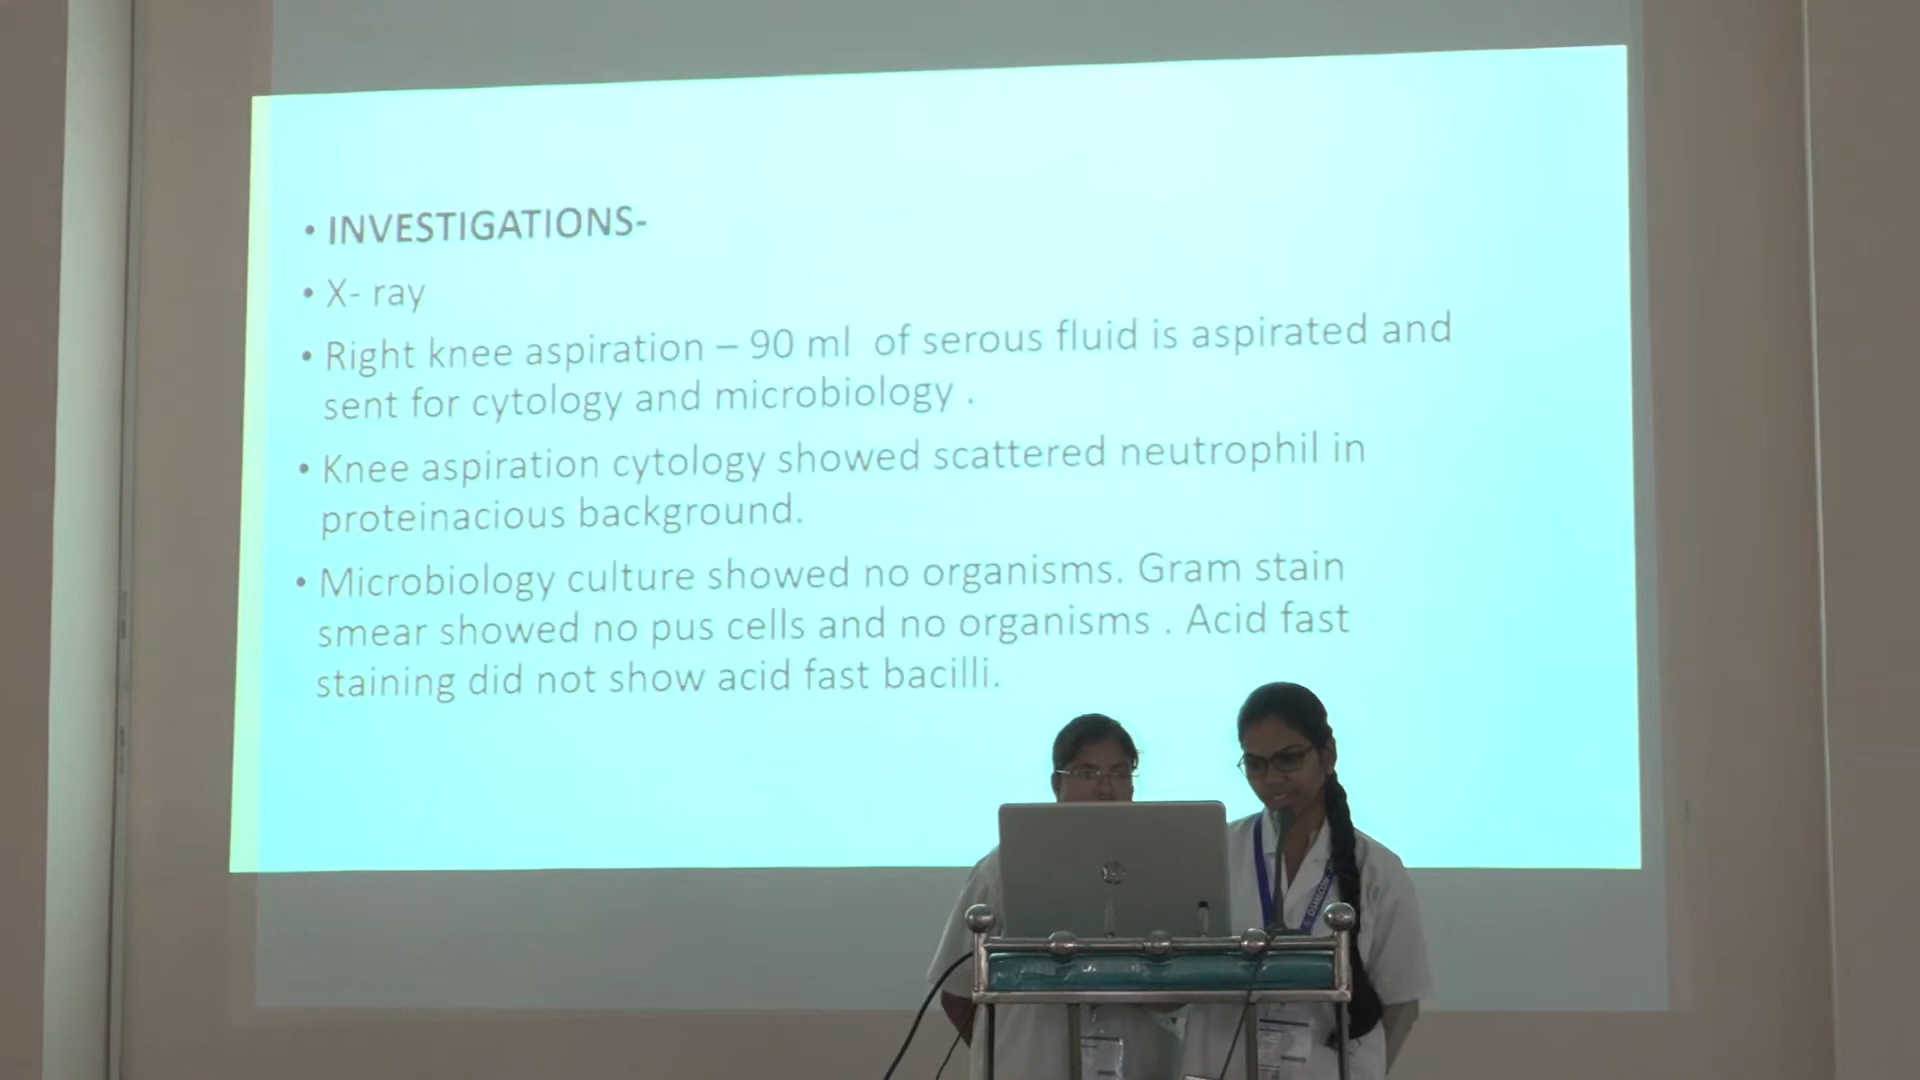 • INVESTIGATIONS-
• X- ray
• Right knee aspiration – 90 ml of serous fluid is aspirated and
sent for cytology and microbiology .
• Knee aspiration cytology showed scattered neutrophil in
proteinacious background.
• Microbiology culture showed no organisms. Gram stain
smear showed no pus cells and no organisms . Acid fast
staining did not show acid fast bacilli.
hp